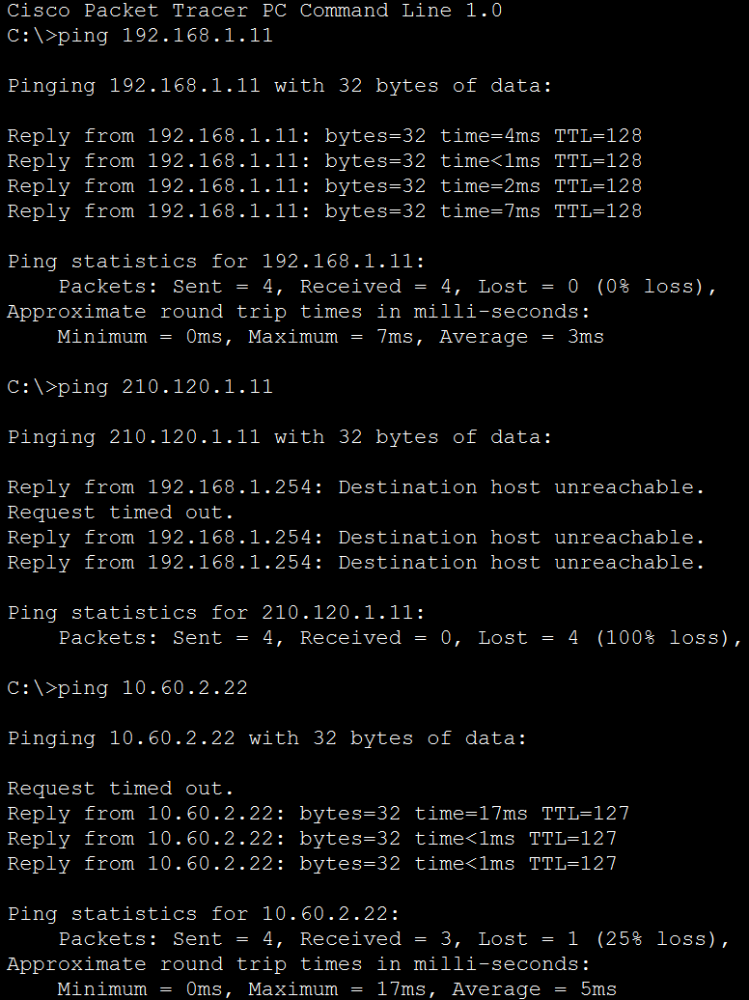 Cisco Packet Tracer PC Command Line 1.0
C:\>ping 192.168.1.11
Pinging 192.168.1.11 with 32 bytes of data:
Reply from 192.168.1.11: bytes=32 time=4ms TTL=128
Reply from 192.168.1.11: bytes=32 time<1ms TTL=128
Reply from 192.168.1.11: bytes=32 time=2ms TTL=128
Reply from 192.168.1.11: bytes=32 time=7ms TTL=128
Ping statistics for 192.168.1.11:
    Packets: Sent = 4, Received = 4, Lost = 0 (0% loss),
Approximate round trip times in milli-seconds:
    Minimum = 0ms, Maximum = 7ms, Average = 3ms
C:\>ping 210.120.1.11
Pinging 210.120.1.11 with 32 bytes of data:
Reply from 192.168.1.254: Destination host unreachable.
Request timed out.
Reply from 192.168.1.254: Destination host unreachable.
Reply from 192.168.1.254: Destination host unreachable.
Ping statistics for 210.120.1.11:
    Packets: Sent = 4, Received = 0, Lost = 4 (100% loss),
C:\>ping 10.60.2.22
Pinging 10.60.2.22 with 32 bytes of data:
Request timed out.
Reply from 10.60.2.22: bytes=32 time=17ms TTL=127
Reply from 10.60.2.22: bytes=32 time<1ms TTL=127
Reply from 10.60.2.22: bytes=32 time<1ms TTL=127
Ping statistics for 10.60.2.22:
    Packets: Sent = 4, Received = 3, Lost = 1 (25% loss),
Approximate round trip times in milli-seconds:
    Minimum = 0ms, Maximum = 17ms, Average = 5ms